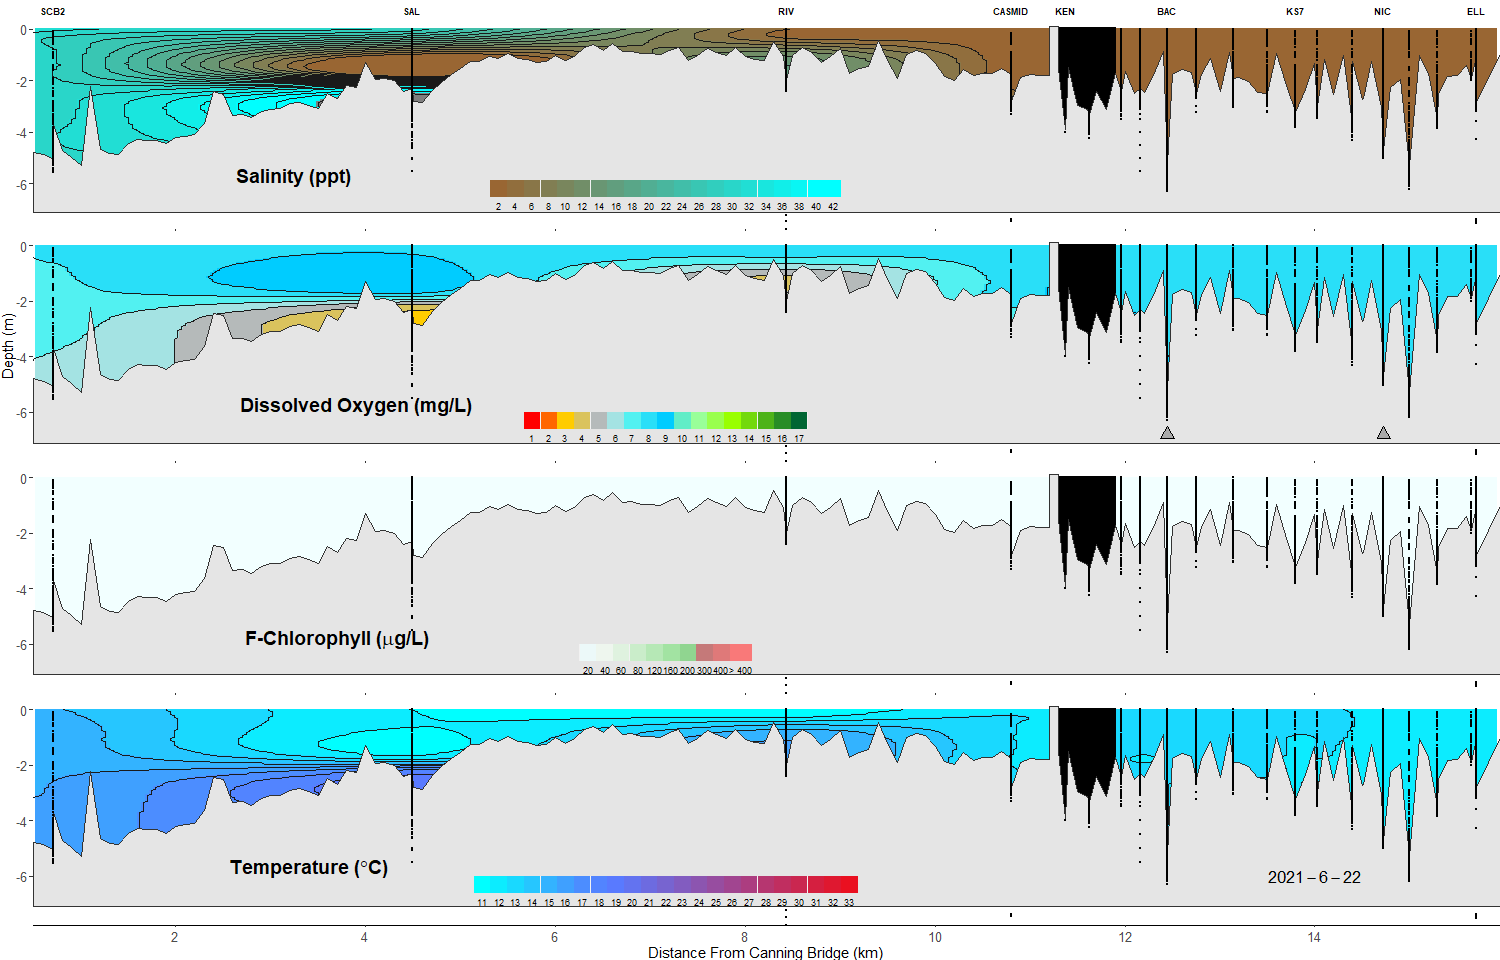 SCB2 SAL RIV CASMID KEN BAC KS7 NIC ELL
0
-2
-4
-6
Salinity (ppt)
2 4 6 8 10 12 14 16 18 20 22 24 26 28 30 32 34 36 38 40 42
0
-2
-4
-6
Depth (m)
Dissolved Oxygen (mg/L)
1 2 3 4 5 6 7 8 9 10 11 12 13 14 15 16 17
0
-2
-4
-6
F-Chlorophyll (μg/L)
20 40 60 80 120 160 200 300 400 > 400
0
-2
-4
-6
Temperature (°C)
2021 – 6 – 22
11 12 13 14 15 16 17 18 19 20 21 22 23 24 25 26 27 28 29 30 31 32 33
2 4 6 8 10 12 14
Distance From Canning Bridge (km)